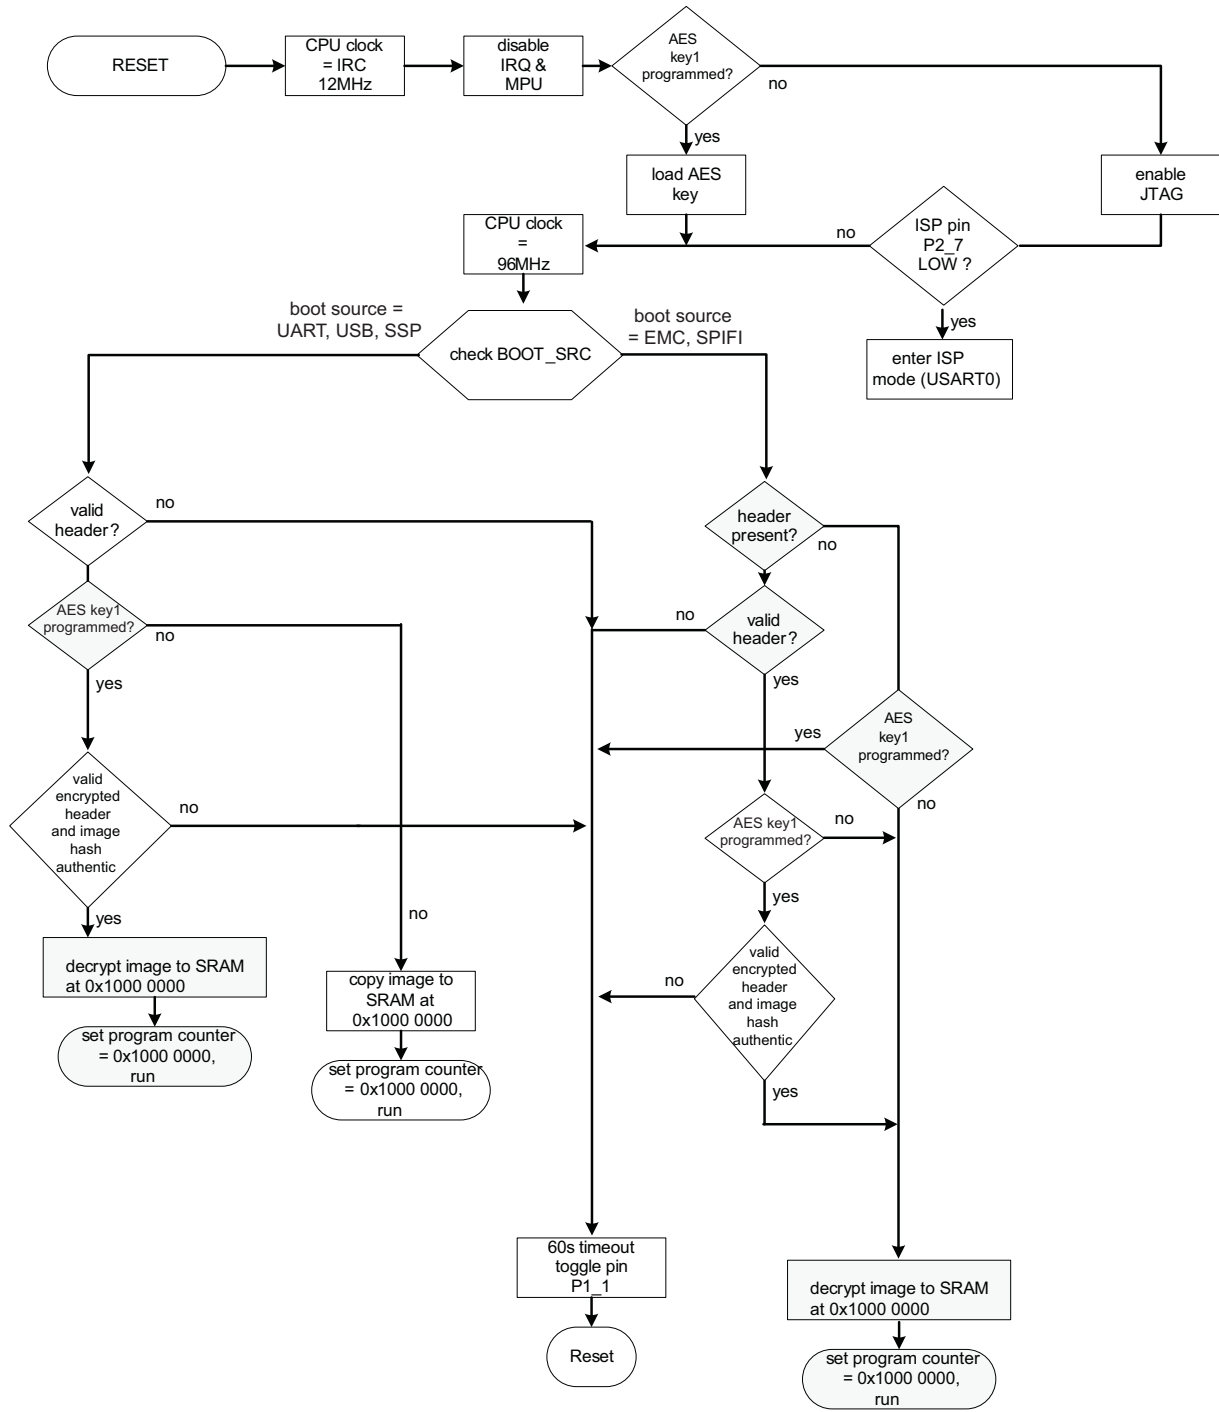 RESET
CPU clock
= IRC
12MHz
disable
IRQ &
MPU
AES
key1
programmed?
no
yes
load AES
key
enable
JTAG
CPU clock
=
96MHz
no
ISP pin
P2_7
LOW ?
yes
enter ISP
mode (USART0)
boot source =
UART, USB, SSP
check BOOT_SRC
boot source
= EMC, SPIFI
valid
header?
no
header
present?
no
AES key1
programmed?
no
yes
no
valid
header?
yes
yes
AES
key1
programmed?
no
valid
encrypted
header
and image
hash
authentic
no
yes
AES key1
programmed?
no
yes
no
decrypt image to SRAM
at 0x1000 0000
set program counter
= 0x1000 0000,
run
copy image to
SRAM at
0x1000 0000
set program counter
= 0x1000 0000,
run
no
valid
encrypted
header
and image
hash
authentic
yes
60s timeout
toggle pin
P1_1
Reset
decrypt image to SRAM
at 0x1000 0000
set program counter
= 0x1000 0000,
run